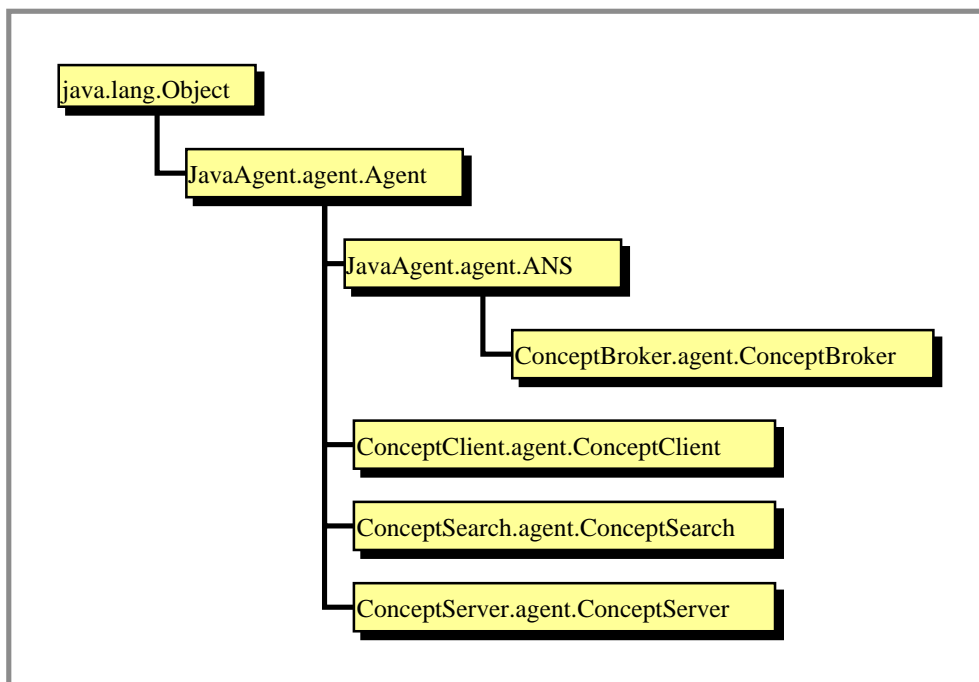 java.lang.Object
JavaAgent.agent.Agent
JavaAgent.agent.ANS
ConceptBroker.agent.ConceptBroker
ConceptClient.agent.ConceptClient
ConceptSearch.agent.ConceptSearch
ConceptServer.agent.ConceptServer